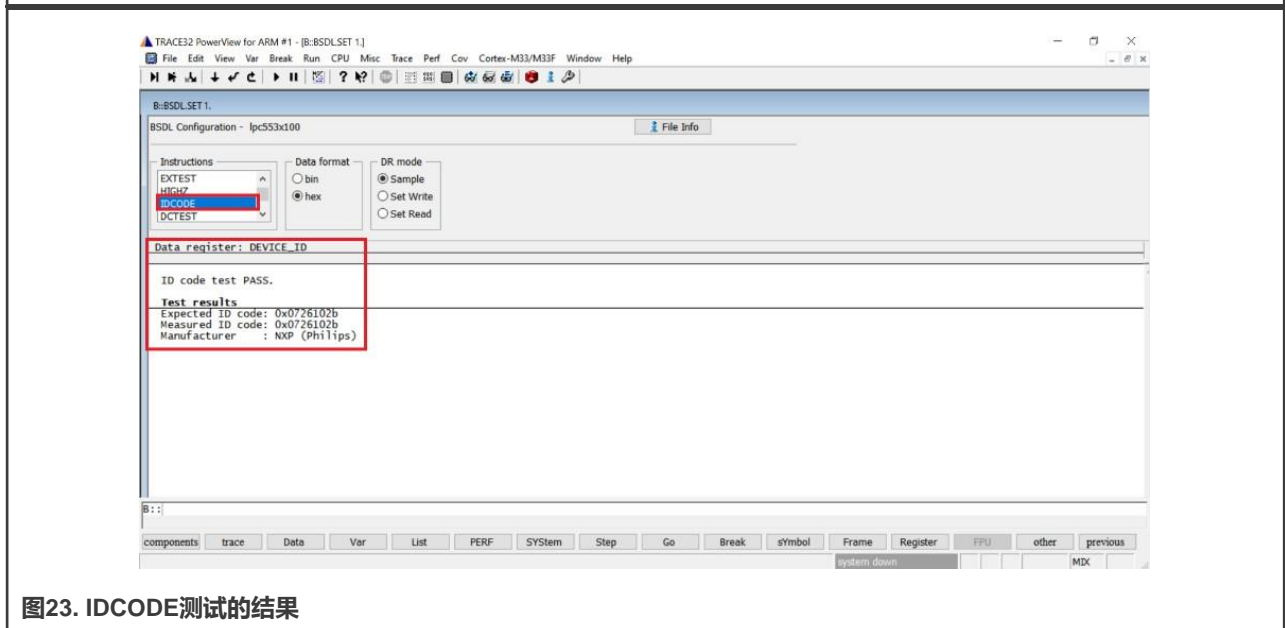 TRACE32 PowerView for ARM #1 - [B::BSDL.SET 1.]
File Edit View Var Break Run CPU Misc Trace Perf Cov Cortex-M33/M33F Window Help
B::BSDL.SET 1.
BSDL Configuration - lpc553x100
File Info
Instructions
EXTEST
HIGHZ
IDCODE
DCTEST
Data format
bin
hex
DR mode
Sample
Set Write
Set Read
Data register: DEVICE_ID
ID code test PASS.
Test results
Expected ID code: 0x0726102b
Measured ID code: 0x0726102b
Manufacturer : NXP (Philips)
B::
components trace Data Var List PERF SYStem Step Go Break sYmbol Frame Register FPU other previous
system down MIX
图23. IDCODE测试的结果